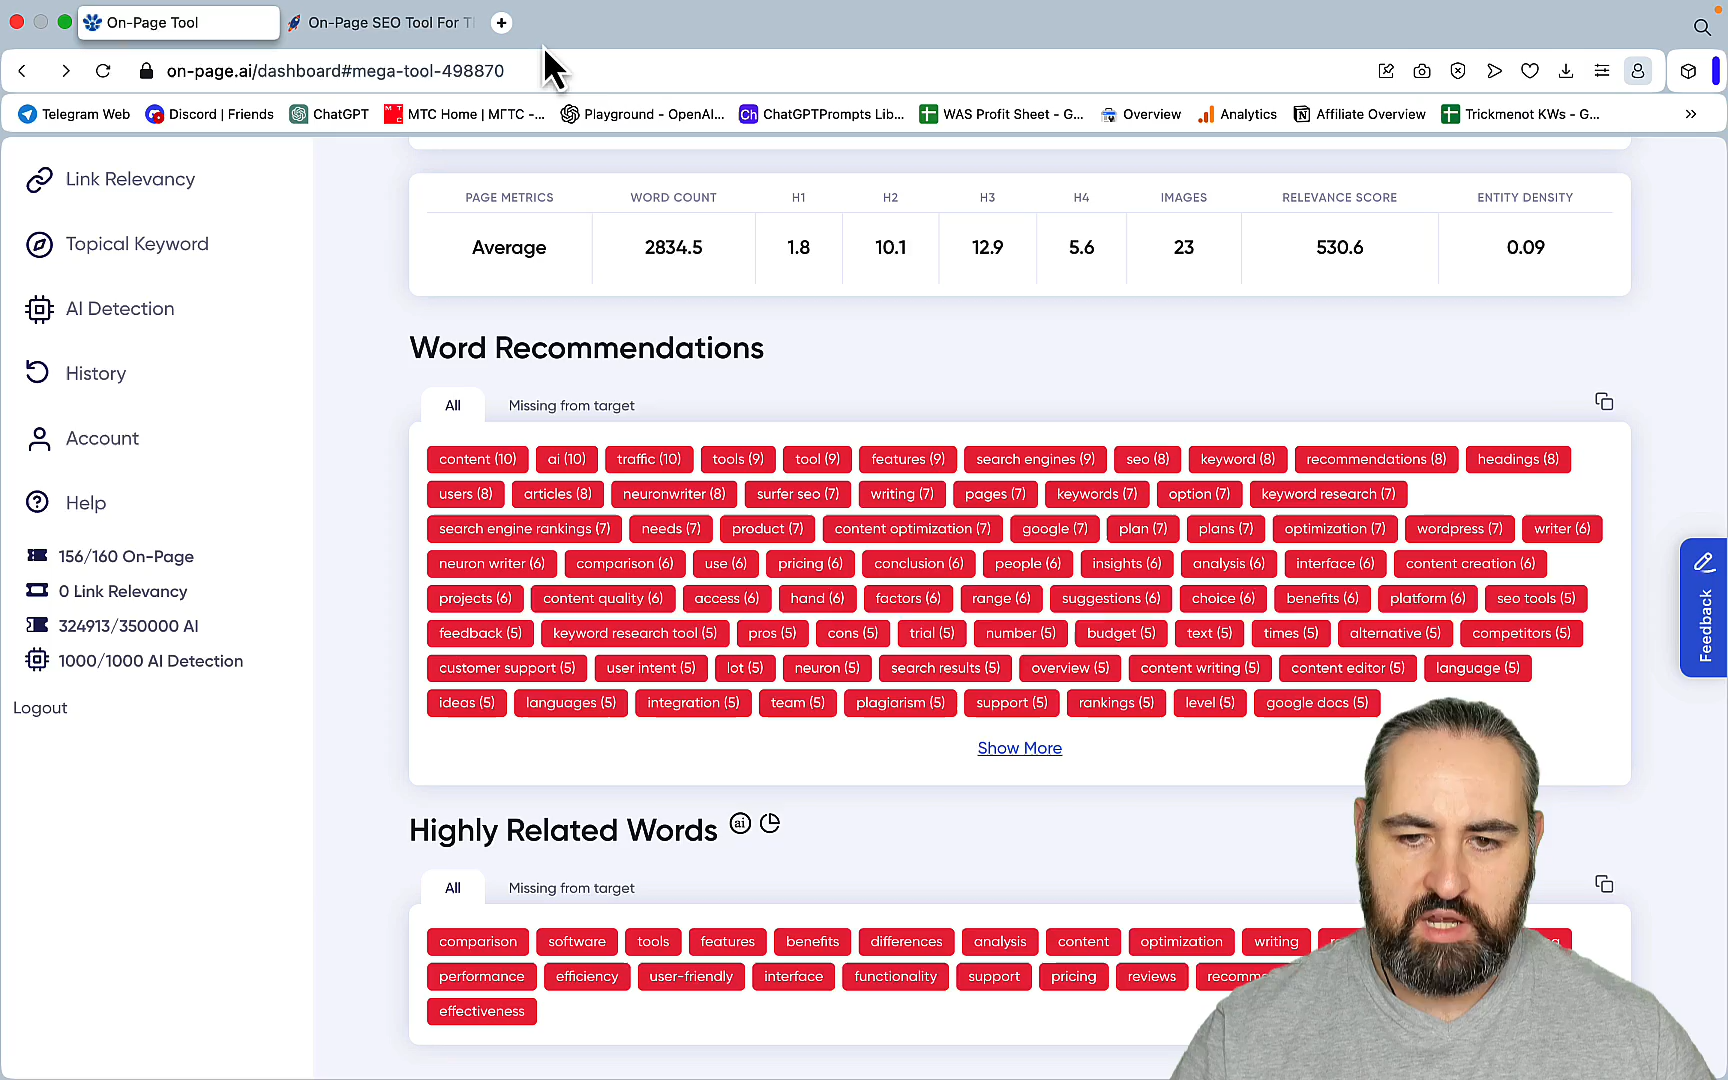 On-Page Tool
On-Page SEO Tool For T
on-page.ai/dashboard#mega-tool-498870
Telegram Web Discord | Friends ChatGPT МТС Home | МГТС -... Playground - OpenAI... Ch ChatGPTPrompts Lib... WAS Profit Sheet - G... Overview Analytics Affiliate Overview Trickmenot KWs - G... »
Link Relevancy
Topical Keyword
AI Detection
History
Account
Help
156/160 On-Page
0 Link Relevancy
324913/350000 AI
1000/1000 AI Detection
Logout
PAGE METRICS WORD COUNT H1 H2 H3 H4 IMAGES RELEVANCE SCORE ENTITY DENSITY
Average 2834.5 1.8 10.1 12.9 5.6 23 530.6 0.09
Word Recommendations
All Missing from target
content (10) ai (10) traffic (10) tools (9) tool (9) features (9) search engines (9) seo (8) keyword (8) recommendations (8) headings (8)
users (8) articles (8) neuronwriter (8) surfer seo (7) writing (7) pages (7) keywords (7) option (7) keyword research (7)
search engine rankings (7) needs (7) product (7) content optimization (7) google (7) plan (7) plans (7) optimization (7) wordpress (7) writer (6)
neuron writer (6) comparison (6) use (6) pricing (6) conclusion (6) people (6) insights (6) analysis (6) interface (6) content creation (6)
projects (6) content quality (6) access (6) hand (6) factors (6) range (6) suggestions (6) choice (6) benefits (6) platform (6) seo tools (5)
feedback (5) keyword research tool (5) pros (5) cons (5) trial (5) number (5) budget (5) text (5) times (5) alternative (5) competitors (5)
customer support (5) user intent (5) lot (5) neuron (5) search results (5) overview (5) content writing (5) content editor (5) language (5)
ideas (5) languages (5) integration (5) team (5) plagiarism (5) support (5) rankings (5) level (5) google docs (5)
Show More
Highly Related Words ai
All Missing from target
comparison software tools features benefits differences analysis content optimization writing
performance efficiency user-friendly interface functionality support pricing reviews recomm
effectiveness
Feedback